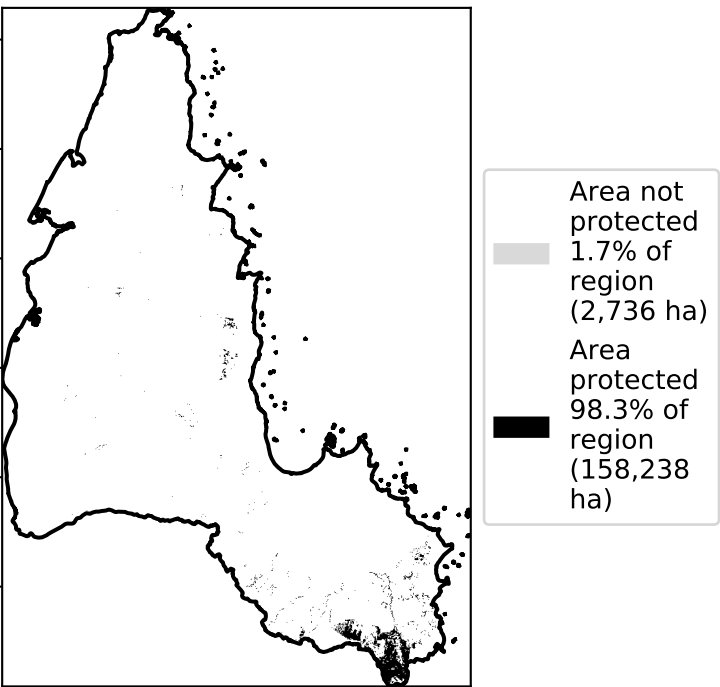 Area not
protected
1.7% of
region
(2,736 ha)
Area
protected
98.3% of
region
(158,238
ha)